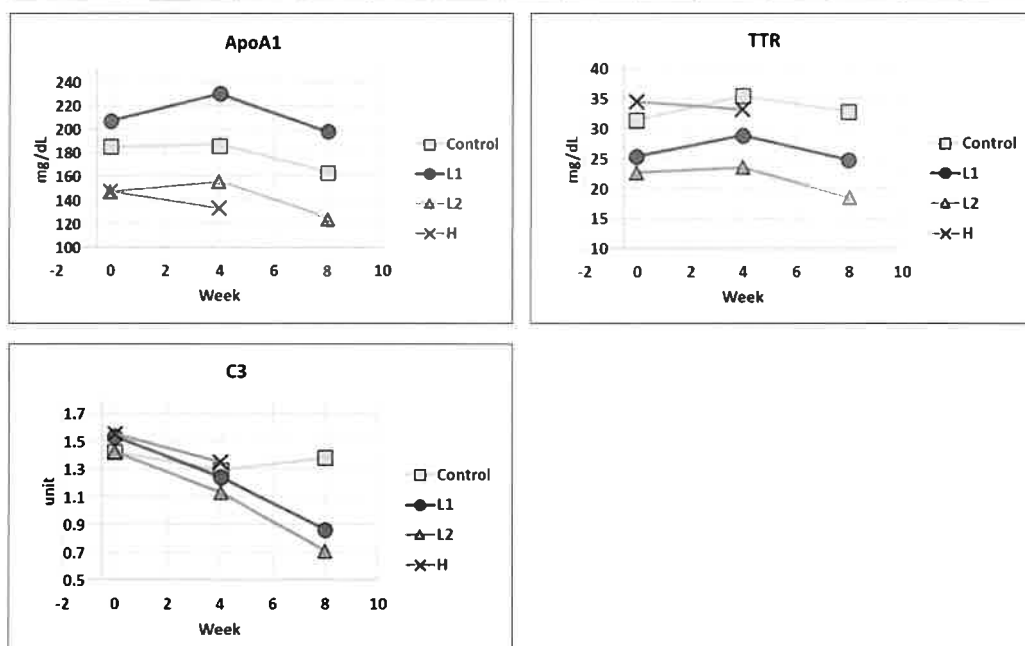 ApoA1
240
220
200
180
160
140
120
100
mg/dL
-2 0 2 4 6 8 10
Week
Control
L1
L2
H
TTR
40
35
30
25
20
15
10
mg/dL
-2 0 2 4 6 8 10
Week
Control
L1
L2
H
C3
1.7
1.5
1.3
1.1
0.9
0.7
0.5
unit
-2 0 2 4 6 8 10
Week
Control
L1
L2
H